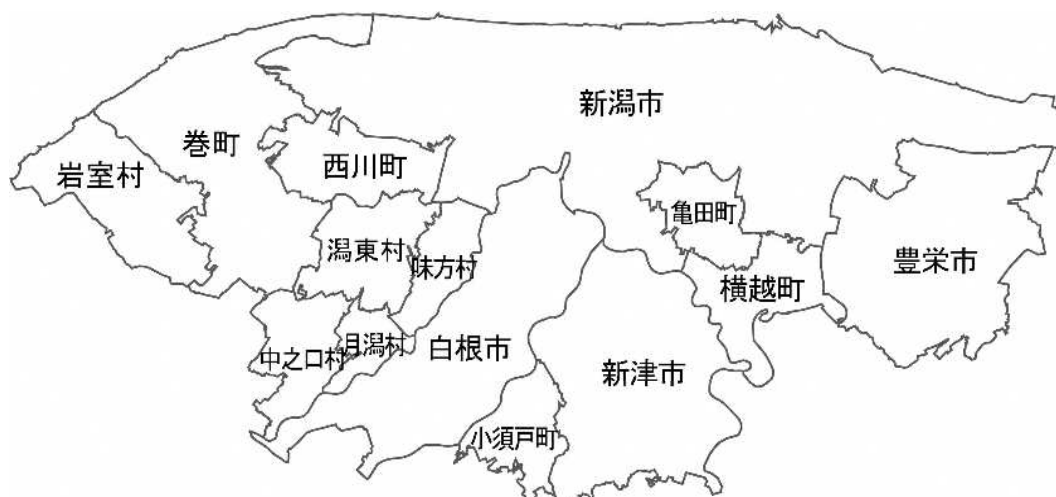 新潟市
巻町
西川町
岩室村
亀田町
潟東村
味方村
豊栄市
横越町
月潟村
白根市
中之口村
新津市
小須戸町